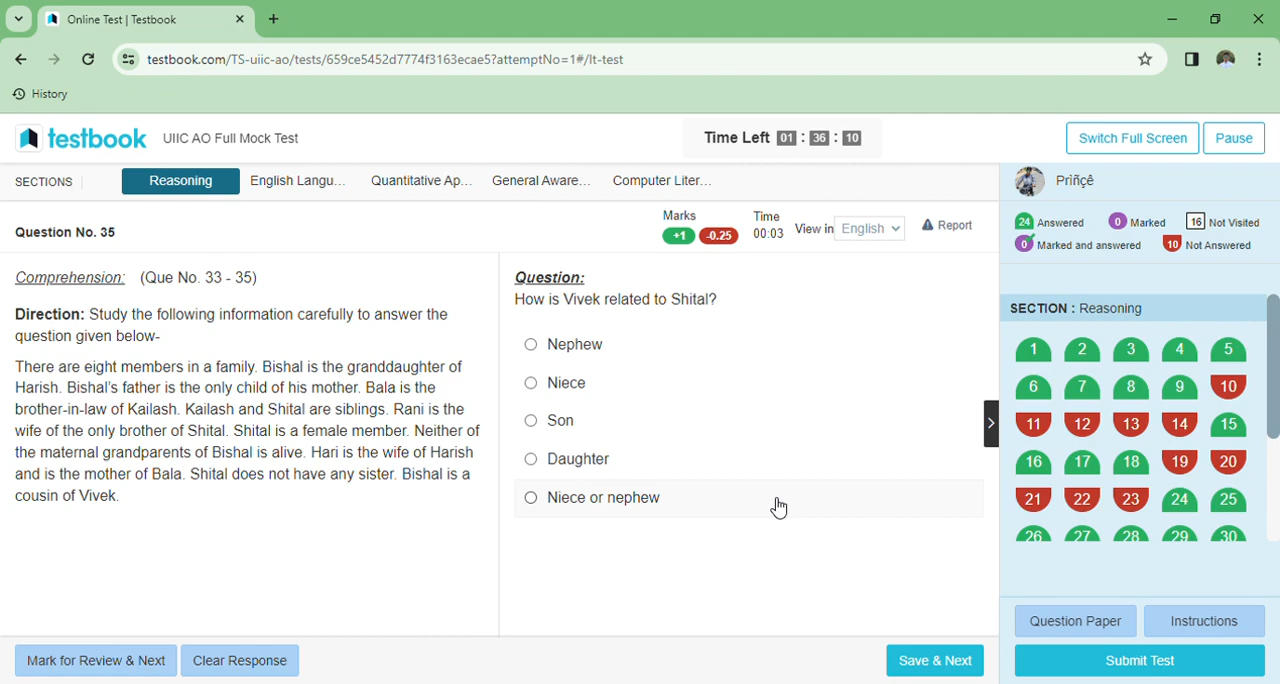 Online Test | Testbook
testbook.com/TS-uiic-ao/tests/659ce5452d7774f3163ecae5?attemptNo=1#/lt-test
History
testbook UIIC AO Full Mock Test Time Left 01 : 36 : 10 Switch Full Screen Pause
SECTIONS Reasoning English Langu... Quantitative Ap... General Aware... Computer Liter... Prîñçê
Question No. 35 Marks +1 -0.25 Time 00:03 View in English Report
24 Answered 0 Marked 16 Not Visited
0 Marked and answered 10 Not Answered
Comprehension: (Que No. 33 - 35)
Direction: Study the following information carefully to answer the
question given below-
There are eight members in a family. Bishal is the granddaughter of
Harish. Bishal's father is the only child of his mother. Bala is the
brother-in-law of Kailash. Kailash and Shital are siblings. Rani is the
wife of the only brother of Shital. Shital is a female member. Neither of
the maternal grandparents of Bishal is alive. Hari is the wife of Harish
and is the mother of Bala. Shital does not have any sister. Bishal is a
cousin of Vivek.
Question:
How is Vivek related to Shital?
Nephew
Niece
Son
Daughter
Niece or nephew
SECTION : Reasoning
1 2 3 4 5
6 7 8 9 10
11 12 13 14 15
16 17 18 19 20
21 22 23 24 25
26 27 28 29 30
Question Paper Instructions
Mark for Review & Next Clear Response Save & Next Submit Test